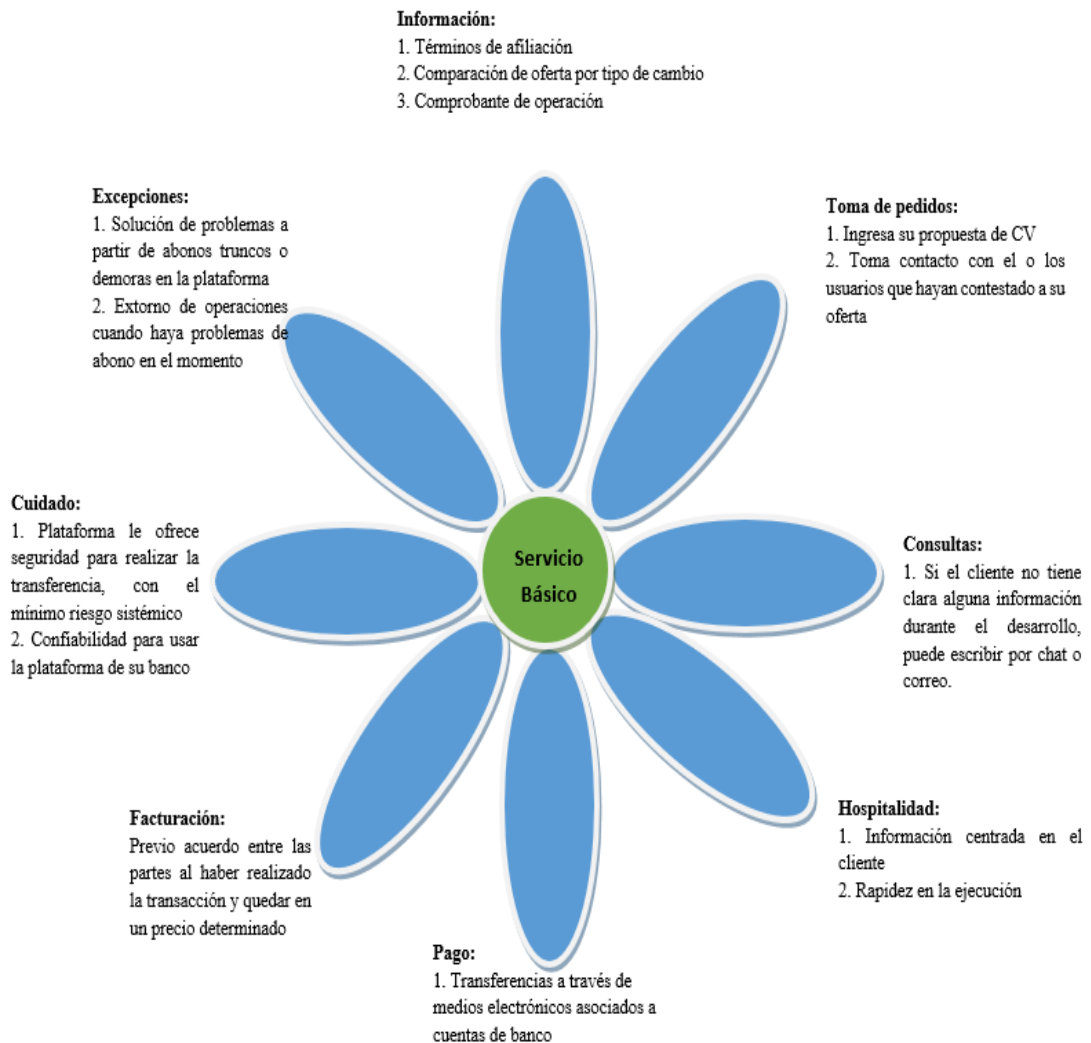 Información:
1. Términos de afiliación
2. Comparación de oferta por tipo de cambio
3. Comprobante de operación
Excepciones:
1. Solución de problemas a
partir de abonos truncos o
demoras en la plataforma
2. Extorno de operaciones
cuando haya problemas de
abono en el momento
Toma de pedidos:
1. Ingresa su propuesta de CV
2. Toma contacto con el o los
usuarios que hayan contestado a su
oferta
Cuidado:
1. Plataforma le ofrece
seguridad para realizar la
transferencia, con el
mínimo riesgo sistémico
2. Confiabilidad para usar
la plataforma de su banco
Servicio
Básico
Consultas:
1. Si el cliente no tiene
clara alguna información
durante el desarrollo,
puede escribir por chat o
correo.
Facturación:
Previo acuerdo entre las
partes al haber realizado
la transacción y quedar en
un precio determinado
Hospitalidad:
1. Información centrada en el
cliente
2. Rapidez en la ejecución
Pago:
1. Transferencias a través de
medios electrónicos asociados a
cuentas de banco